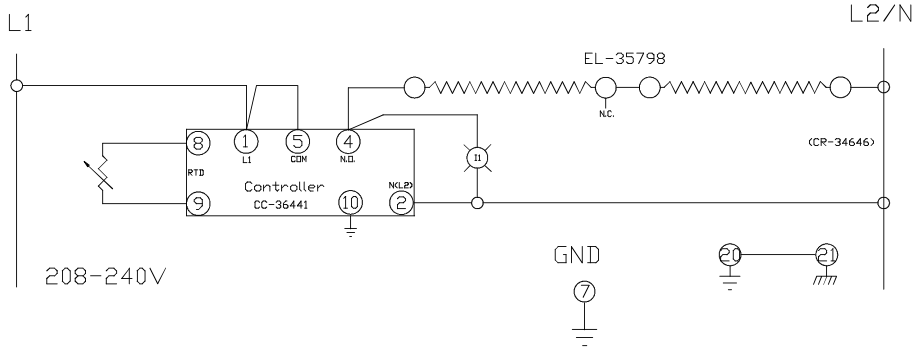 L1
L2/N
EL-35798
N.C.
8
1
5
4
L1
COM
N.O.
I1
(CR-34646)
RTD
Controller
N(L2)
CC-36441
9
10
2
208-240V
GND
7
20
21